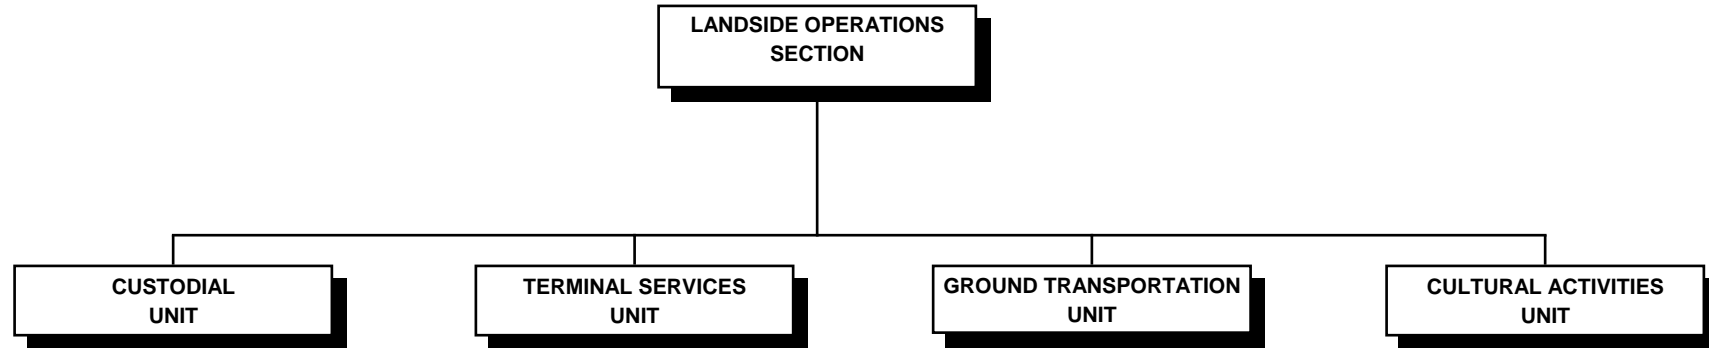 LANDSIDE OPERATIONS
SECTION
CUSTODIAL
UNIT
TERMINAL SERVICES
UNIT
GROUND TRANSPORTATION
UNIT
CULTURAL ACTIVITIES
UNIT